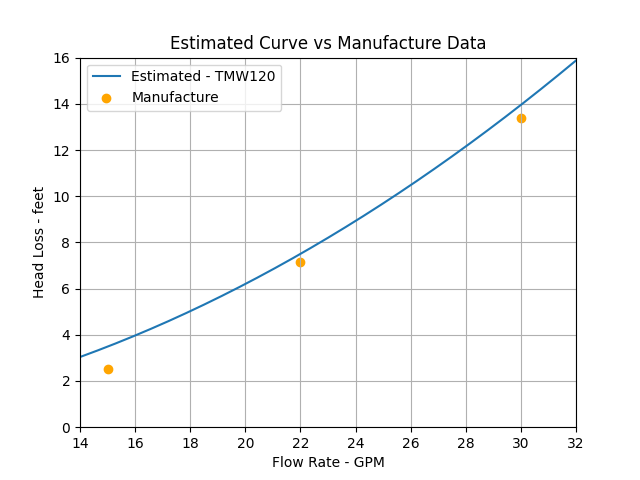 Estimated Curve vs Manufacture Data
Estimated - TMW120
Manufacture
16
14
12
10
8
6
4
2
0
Head Loss - feet
14 16 18 20 22 24 26 28 30 32
Flow Rate - GPM